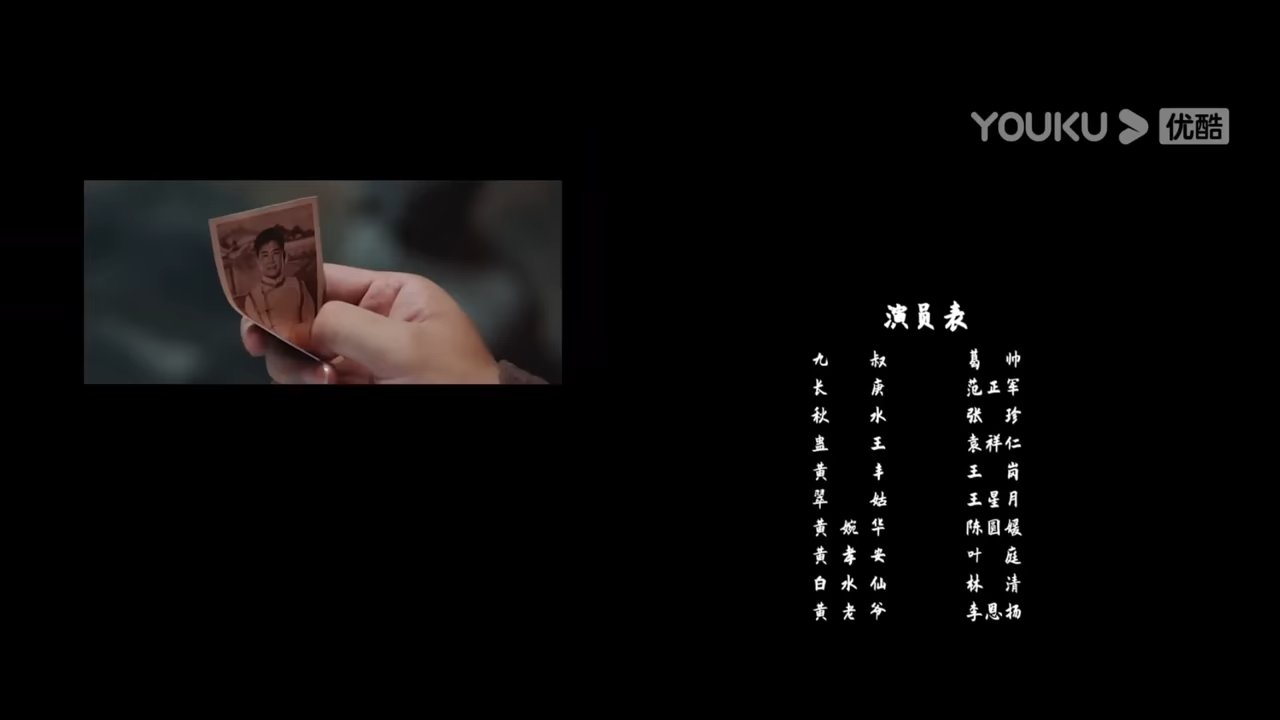 YOUKU 优酷
演员表
九叔 葛帅
长庚 范正军
秋水 张珍
蛊王 袁祥仁
黄丰 王岗
翠姑 王星月
黄婉华 陈圆媛
黄孝安 叶庭
白水仙 林清
黄老爷 李恩扬